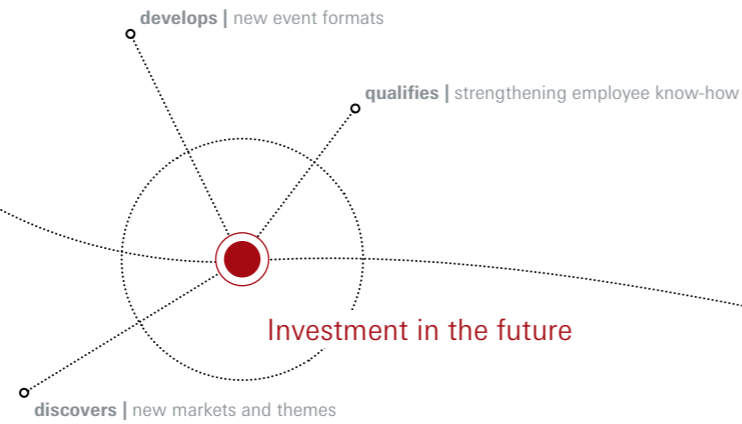 develops | new event formats
qualifies | strengthening employee know-how
Investment in the future
discovers | new markets and themes